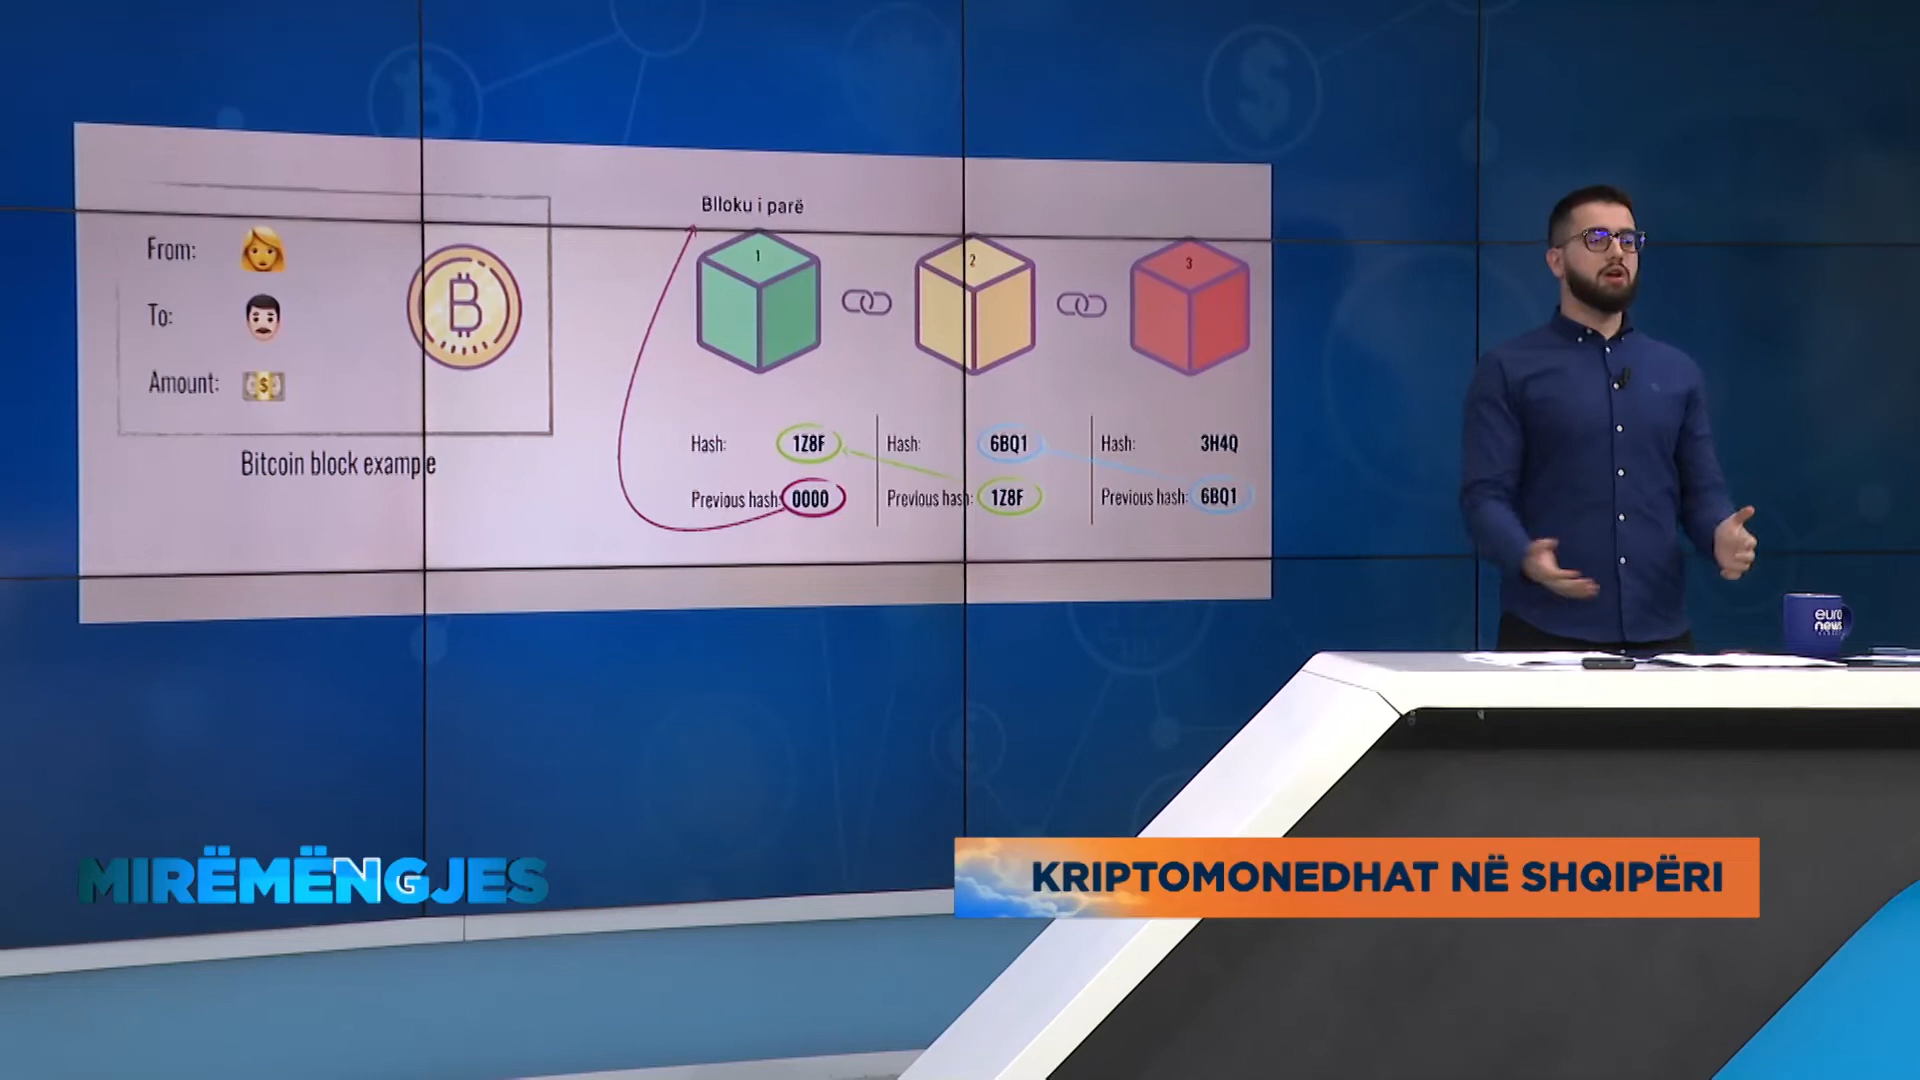 Blloku i parë
From:
To:
Amount:
Bitcoin block example
1
2
3
Hash: 1Z8F
Previous hash: 0000
Hash: 6BQ1
Previous hash: 1Z8F
Hash: 3H4Q
Previous hash: 6BQ1
euro
news
MIRËMËNGJES
KRIPTOMONEDHAT NË SHQIPËRI